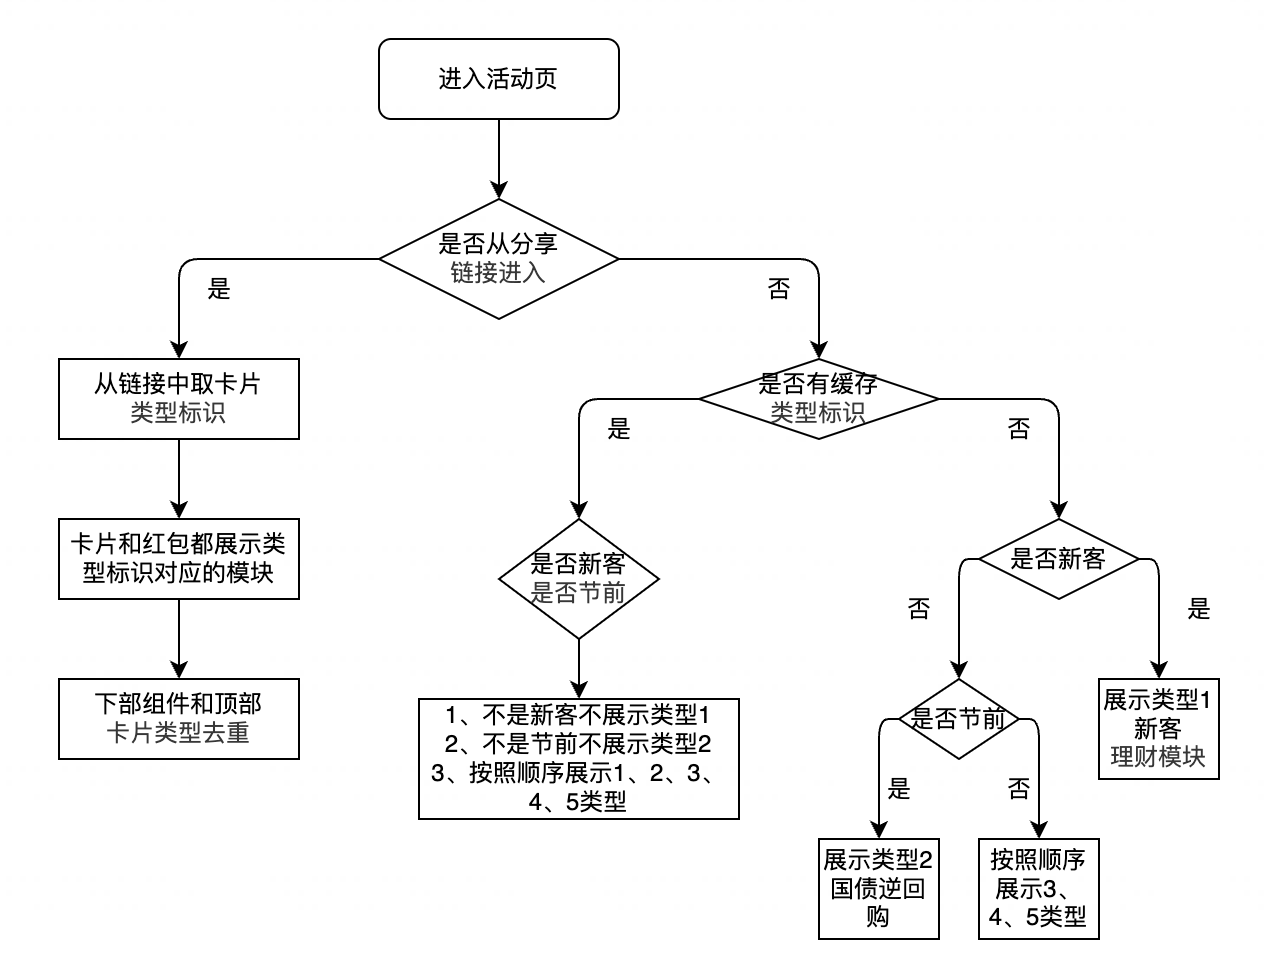 进入活动页
是否从分享
链接进入
是
否
从链接中取卡片
类型标识
是否有缓存
类型标识
是
否
卡片和红包都展示类
型标识对应的模块
是否新客
是否节前
是否新客
否
是
下部组件和顶部
卡片类型去重
1、不是新客不展示类型1
2、不是节前不展示类型2
3、按照顺序展示1、2、3、
4、5类型
是否节前
展示类型1
新客
理财模块
是
否
展示类型2
国债逆回
购
按照顺序
展示3、
4、5类型